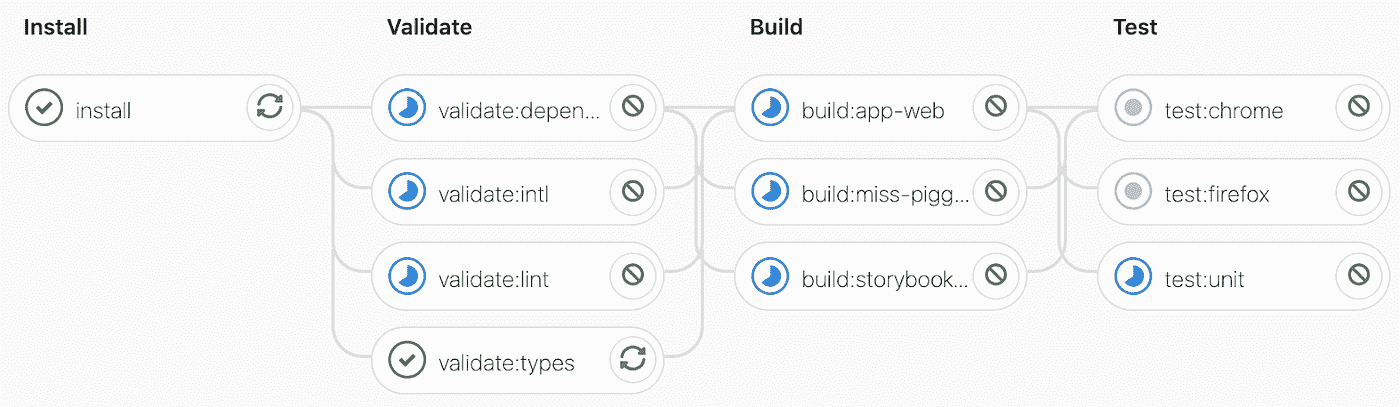 Install
install
Validate
validate:depen...
validate:intl
validate:lint
validate:types
Build
build:app-web
build:miss-pigg...
build:storybook...
Test
test:chrome
test:firefox
test:unit